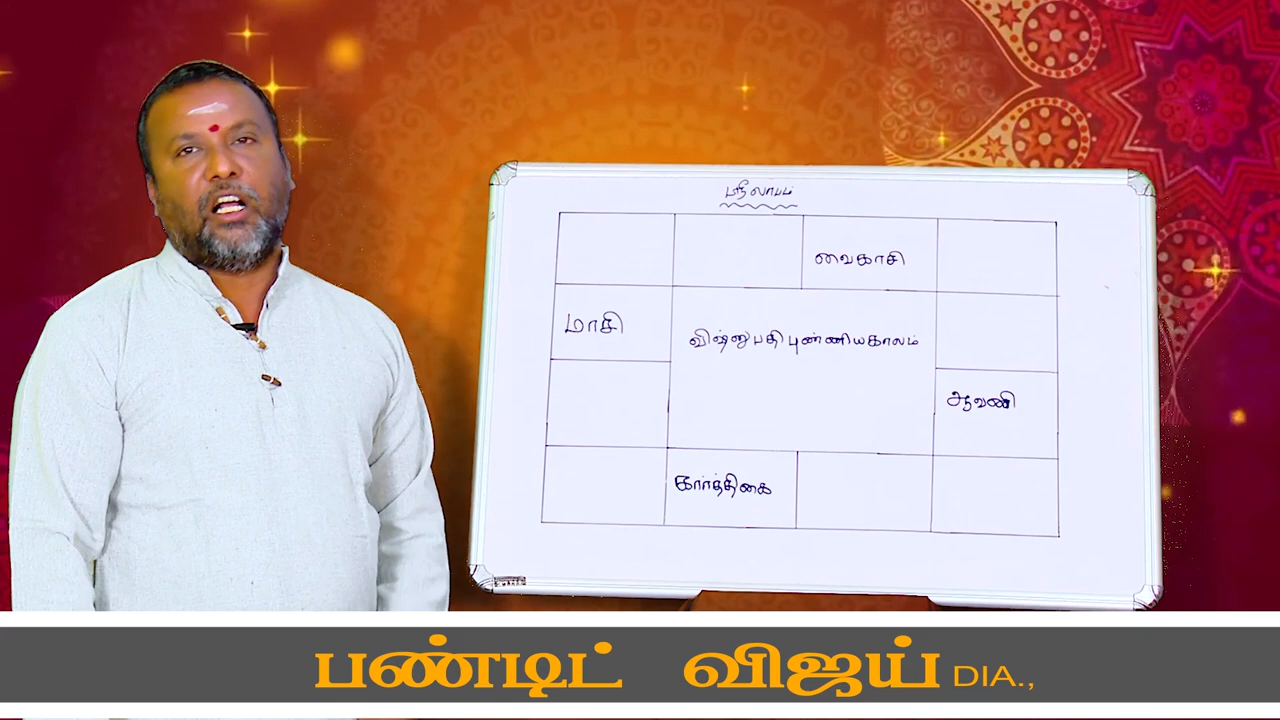 ஸ்ரீ லாபம்
வைகாசி
மாசி
விஷ்னுபதி புண்ணியகாலம்
ஆவணி
கார்த்திகை
பண்டிட் விஜய் DIA.,